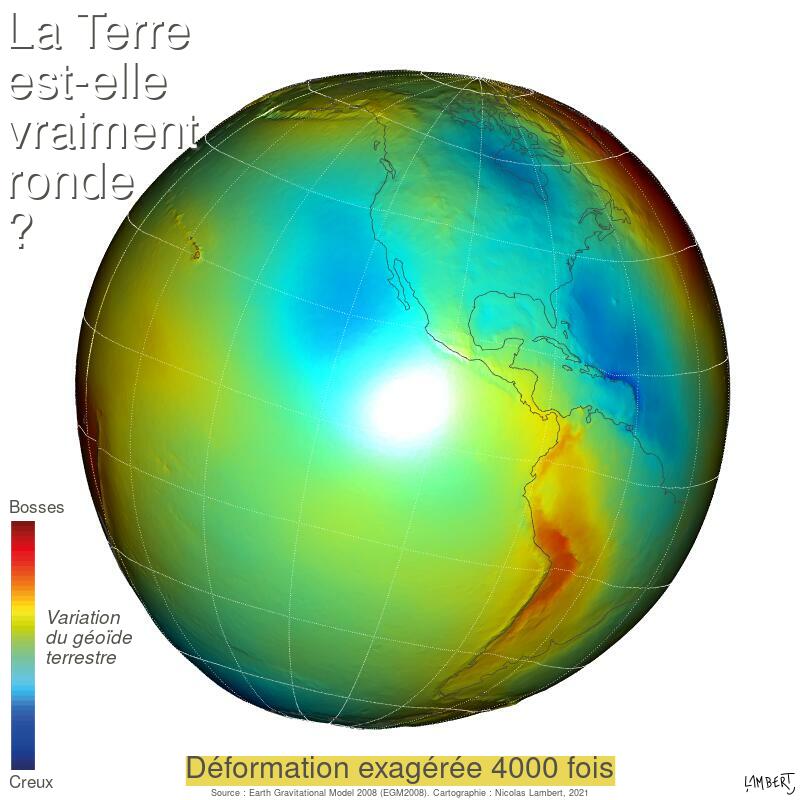 La Terre
est-elle
vraiment
ronde
?
Bosses
Variation
du géoïde
terrestre
Creux
Déformation exagérée 4000 fois
Source : Earth Gravitational Model 2008 (EGM2008). Cartographie : Nicolas Lambert, 2021
LAMBERT